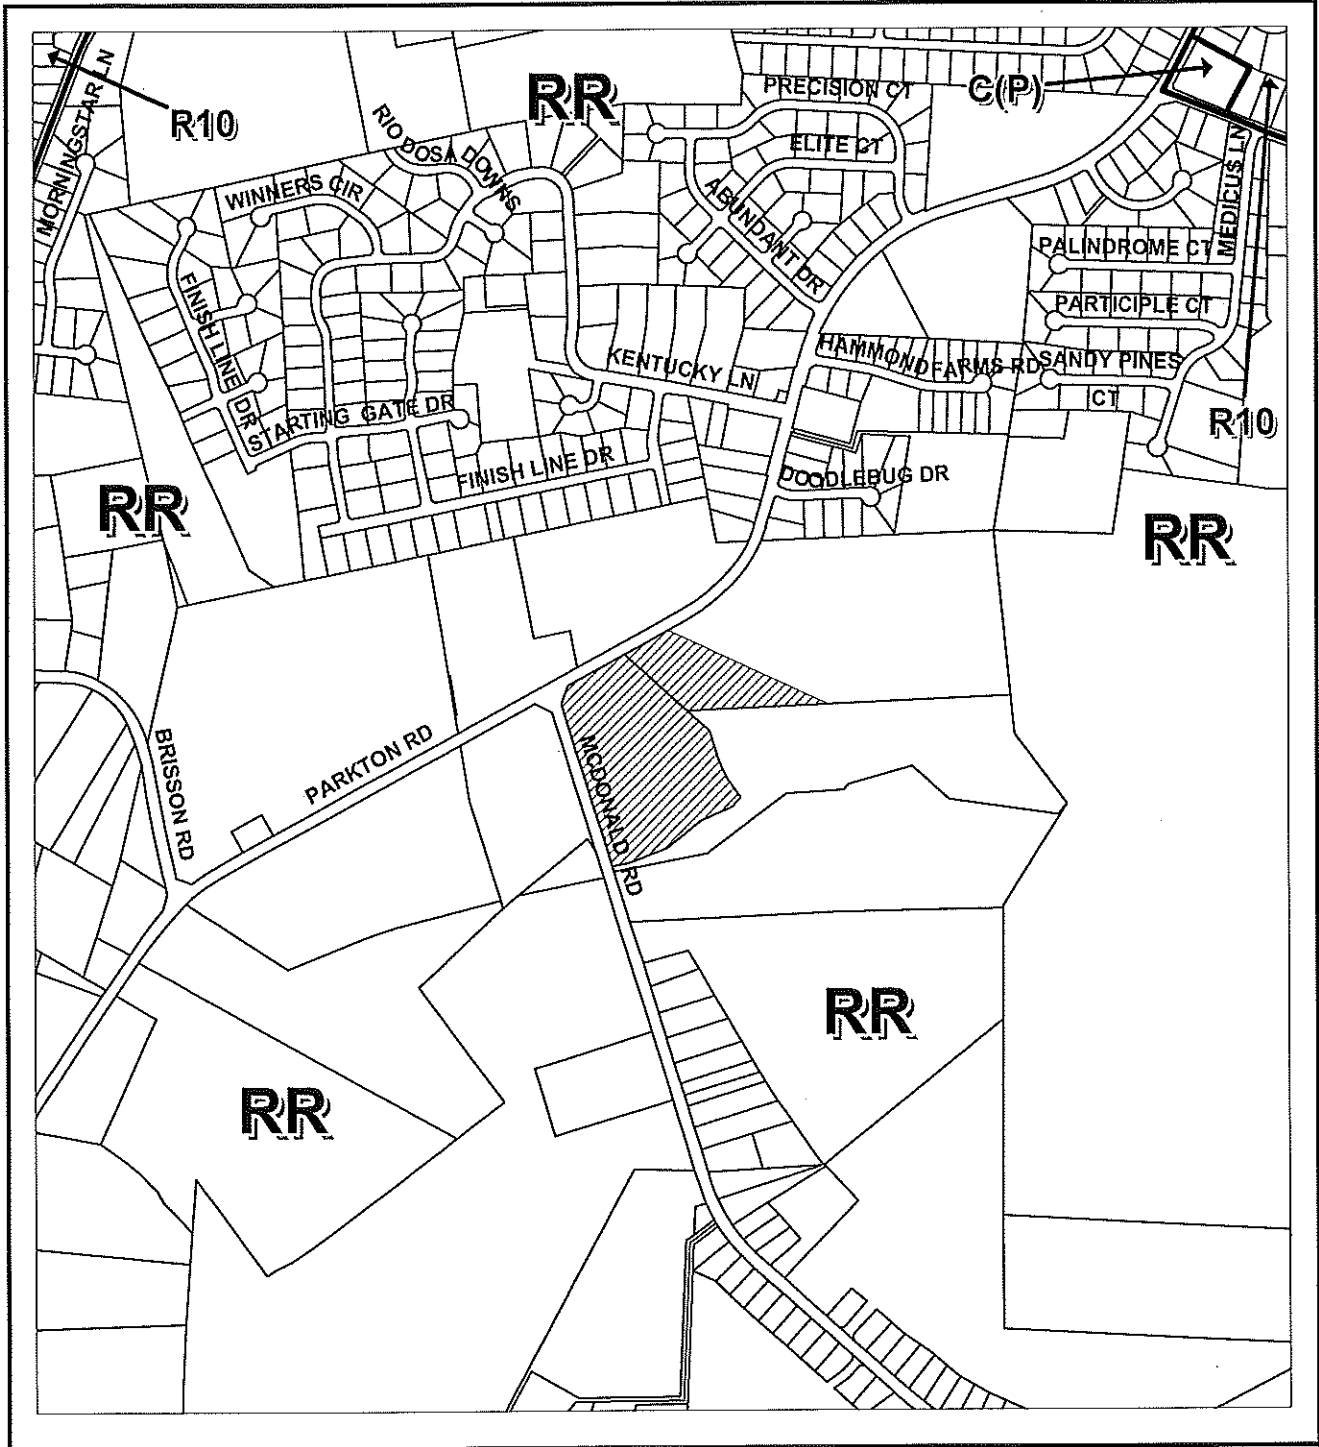 MORNINGSTAR LN
R10
RR
RIO DOSA DOWNS
WINNERS CIR
PRECISION CT
C(P)
ELITE CT
ABUNDANT DR
MEDICUS LN
PALINDROME CT
PARTICIPLE CT
FINISH LINE DR
KENTUCKY LN
HAMMOND FARMS RD
SANDY PINES
CT
R10
STARTING GATE DR
FINISH LINE DR
DOODLEBUG DR
RR
RR
BRISSON RD
PARKTON RD
MCDONALD RD
RR
RR